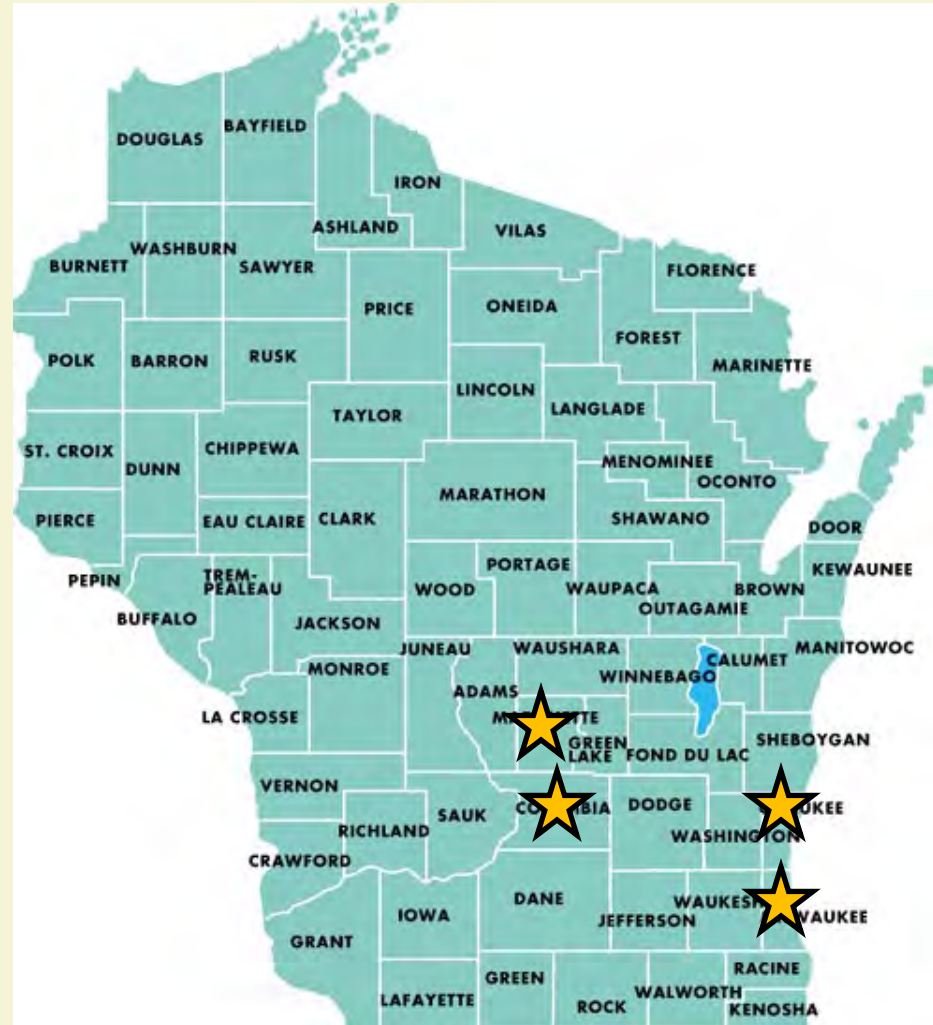 DOUGLAS
BAYFIELD
IRON
ASHLAND
VILAS
WASHBURN
BURNETT
SAWYER
FLORENCE
PRICE
ONEIDA
FOREST
POLK
BARRON
RUSK
MARINETTE
LINCOLN
TAYLOR
LANGLADE
ST. CROIX
DUNN
CHIPPEWA
MENOMINEE
OCONTO
MARATHON
PIERCE
EAU CLAIRE
CLARK
SHAWANO
DOOR
PEPIN
TREM-
PEALEAU
WOOD
PORTAGE
WAUPACA
OUTAGAMIE
BROWN
KEWAUNEE
BUFFALO
JACKSON
JUNEAU
WAUSHARA
MANITOWOC
MONROE
WINNEBAGO
CALUMET
ADAMS
LA CROSSE
GREEN
LAKE
FOND DU LAC
SHEBOYGAN
VERNON
SAUK
DODGE
RICHLAND
WASHINGTON
CRAWFORD
DANE
WAUKESH
IOWA
JEFFERSON
GRANT
GREEN
RACINE
LAFAYETTE
ROCK
WALWORTH
KENOSHA